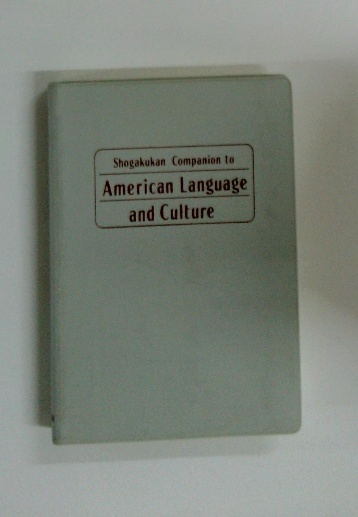 Shogakukan Companion to
American Language
and Culture